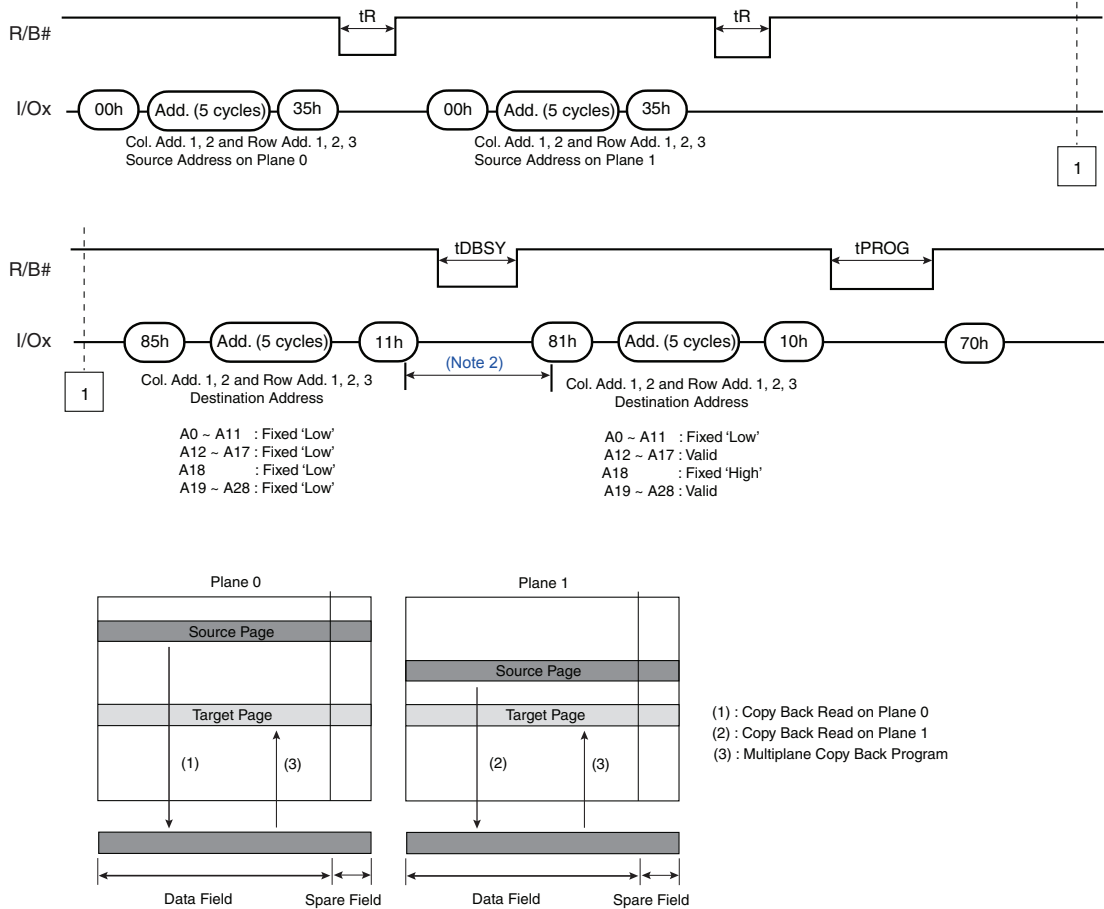 tR
tR
R/B#
I/Ox
00h
Add. (5 cycles)
35h
00h
Add. (5 cycles)
35h
Col. Add. 1, 2 and Row Add. 1, 2, 3
Source Address on Plane 0
Col. Add. 1, 2 and Row Add. 1, 2, 3
Source Address on Plane 1
1
tDBSY
tPROG
R/B#
I/Ox
85h
Add. (5 cycles)
11h
(Note 2)
81h
Add. (5 cycles)
10h
70h
1
Col. Add. 1, 2 and Row Add. 1, 2, 3
Destination Address
A0 ~ A11 : Fixed ‘Low’
A12 ~ A17 : Fixed ‘Low’
A18 : Fixed ‘Low’
A19 ~ A28 : Fixed ‘Low’
Col. Add. 1, 2 and Row Add. 1, 2, 3
Destination Address
A0 ~ A11 : Fixed ‘Low’
A12 ~ A17 : Valid
A18 : Fixed ‘High’
A19 ~ A28 : Valid
Plane 0
Source Page
Target Page
(1)
(3)
Data Field
Spare Field
Plane 1
Source Page
Target Page
(2)
(3)
Data Field
Spare Field
(1) : Copy Back Read on Plane 0
(2) : Copy Back Read on Plane 1
(3) : Multiplane Copy Back Program